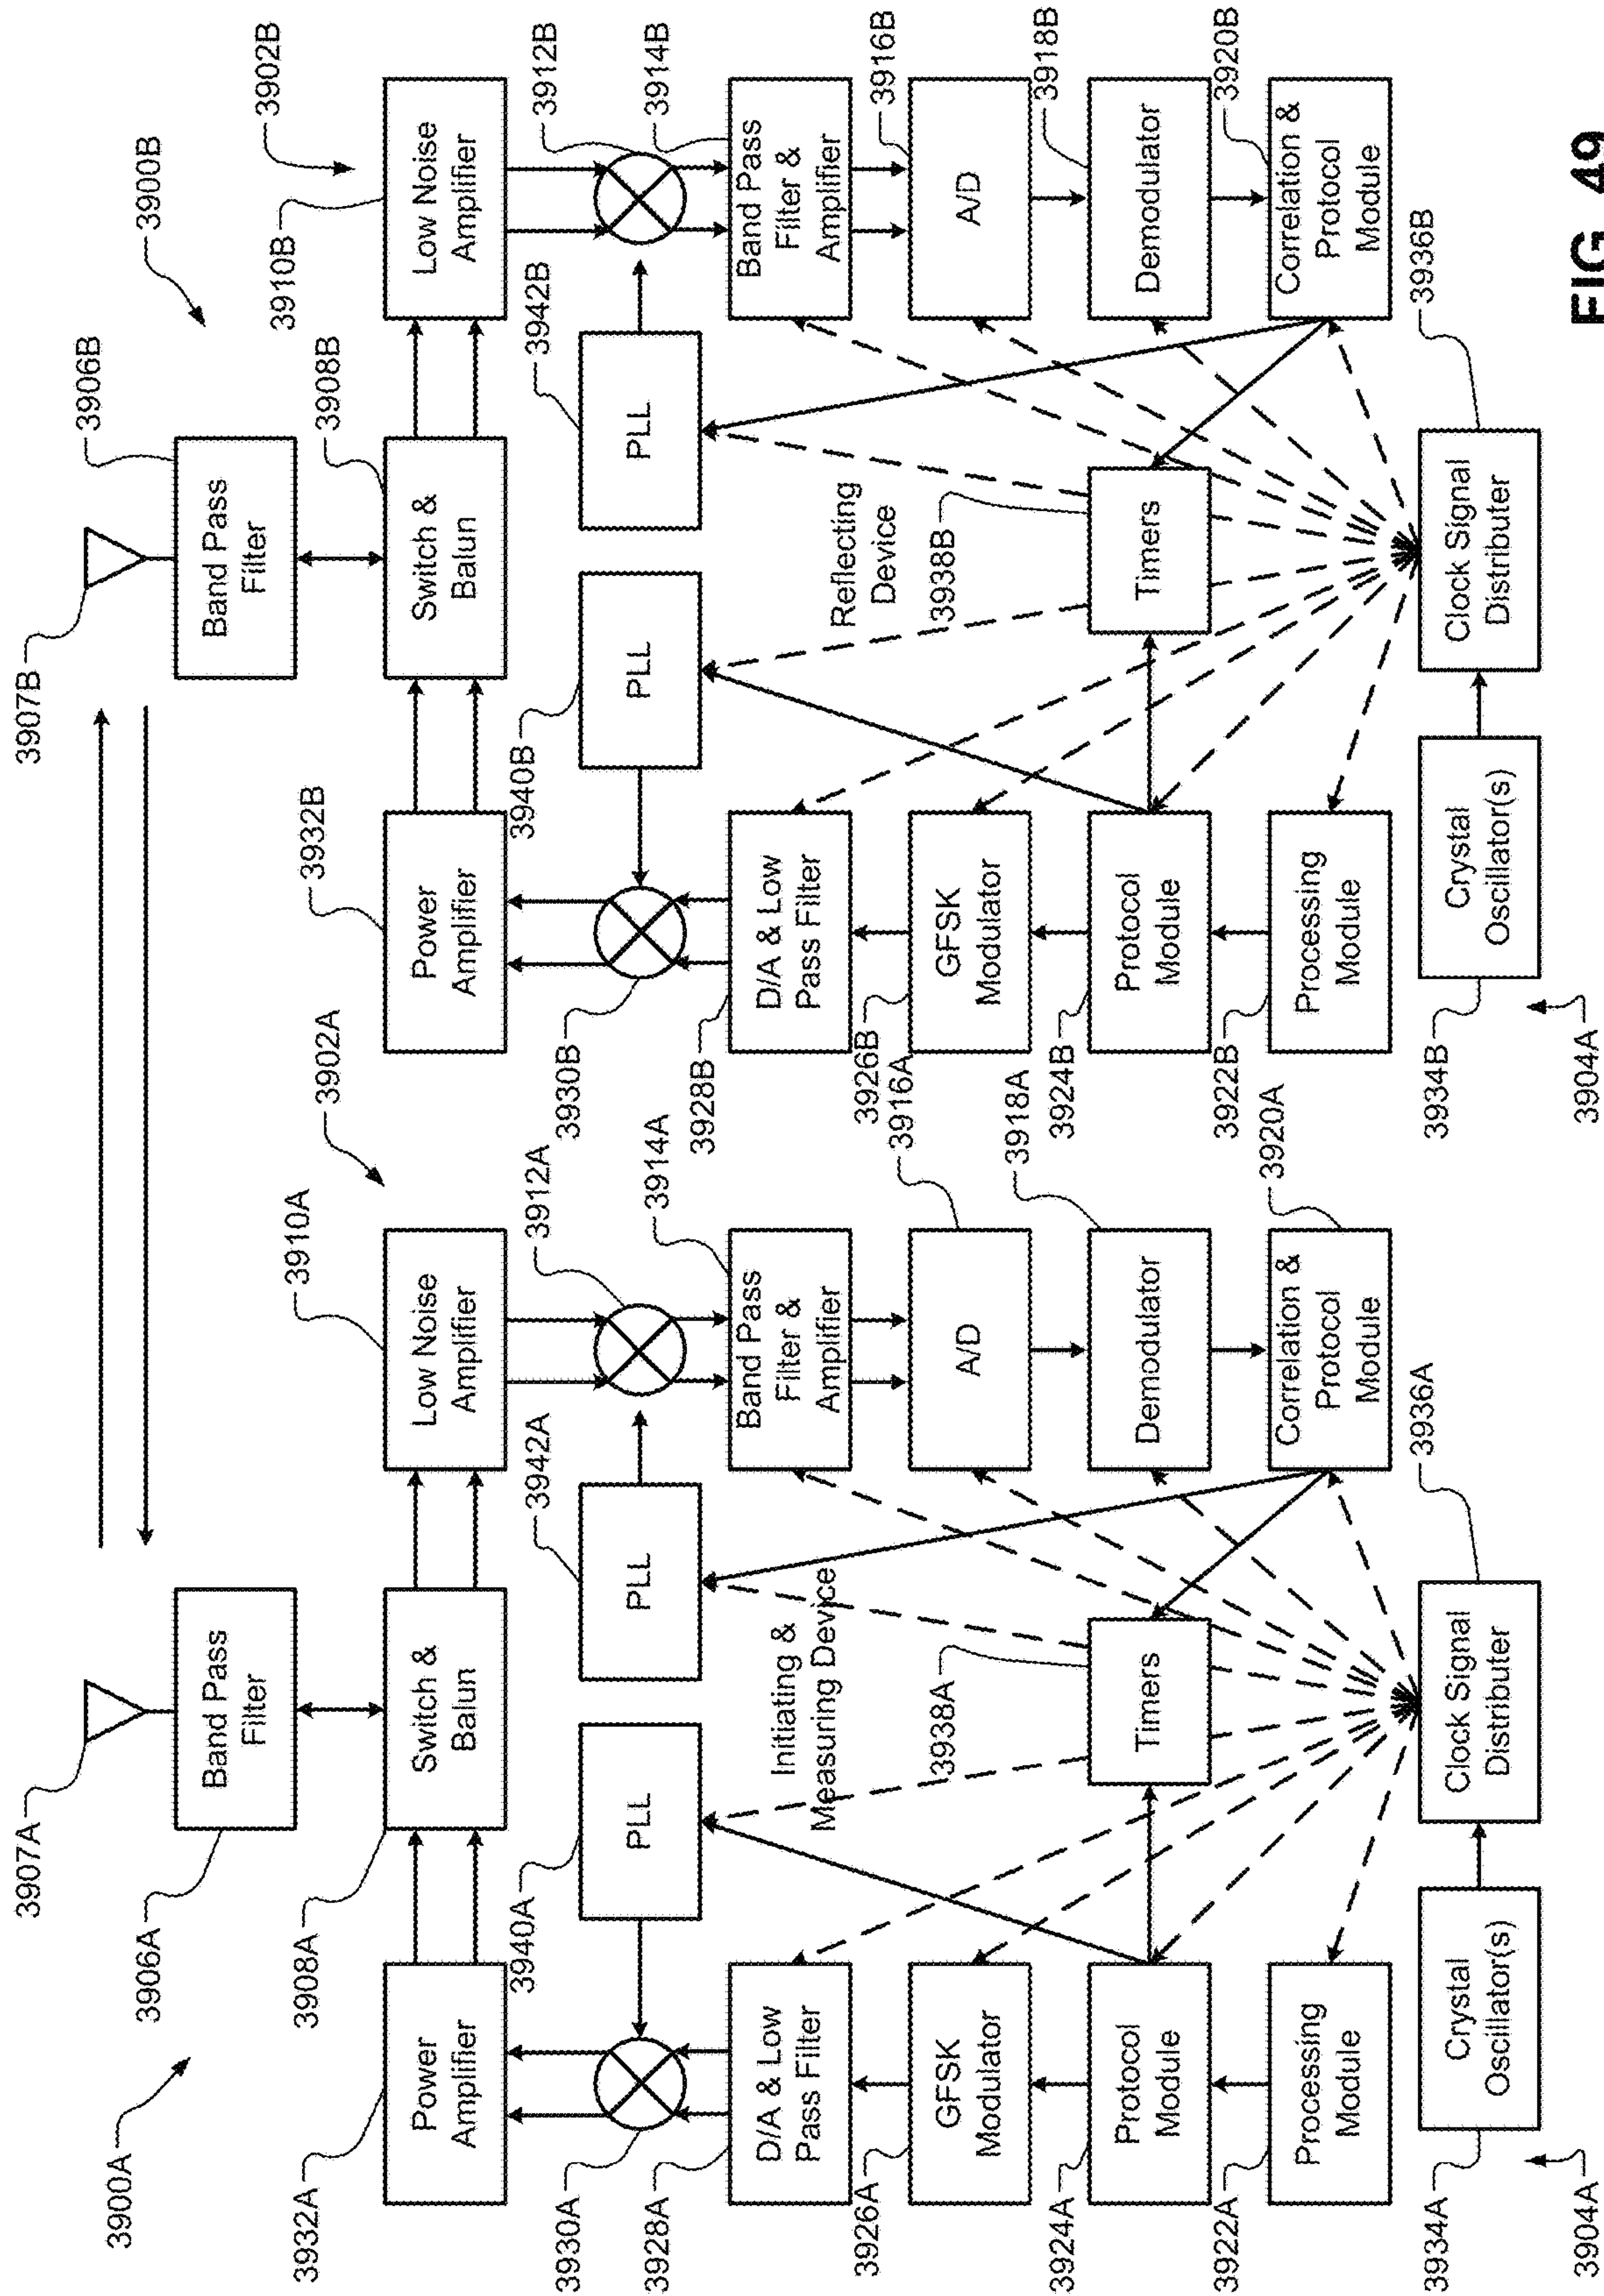 3900A
3907A
3906A
Band Pass
Filter
3908A
Switch &
Balun
3932A
Power
Amplifier
3910A
Low Noise
Amplifier
3902A
3940A
PLL
3942A
PLL
3930A
3912A
3928A
D/A & Low
Pass Filter
Initiating &
Measuring Device
3914A
Band Pass
Filter &
Amplifier
3926A
GFSK
Modulator
3916A
A/D
3938A
3924A
Protocol
Module
Timers
3918A
Demodulator
3922A
Processing
Module
3920A
Correlation &
Protocol
Module
3934A
Crystal
Oscillator(s)
3936A
Clock Signal
Distributer
3904A
3900B
3907B
3906B
Band Pass
Filter
3908B
Switch &
Balun
3932B
Power
Amplifier
3910B
Low Noise
Amplifier
3902B
3940B
PLL
3942B
PLL
3930B
3912B
3928B
D/A & Low
Pass Filter
Reflecting
Device
3914B
Band Pass
Filter &
Amplifier
3926B
GFSK
Modulator
3916B
A/D
3938B
3924B
Protocol
Module
Timers
3918B
Demodulator
3922B
Processing
Module
3920B
Correlation &
Protocol
Module
3934B
Crystal
Oscillator(s)
3936B
Clock Signal
Distributer
3904A
FIG. 49